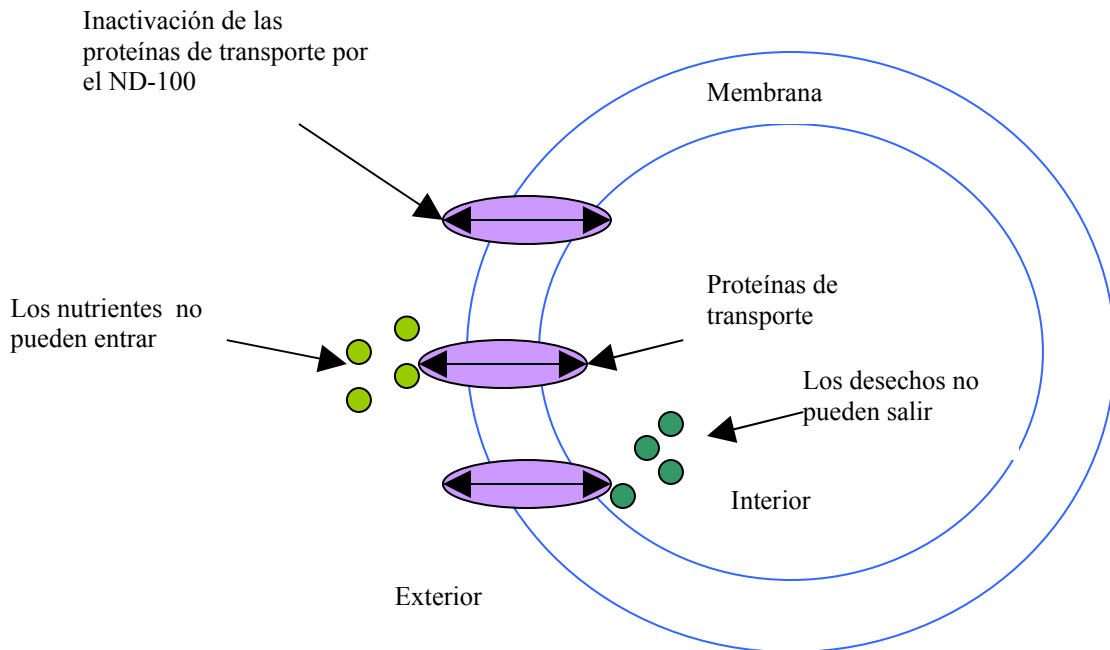 Inactivación de las
proteínas de transporte por
el ND-100
Membrana
Los nutrientes no
pueden entrar
Proteínas de
transporte
Los desechos no
pueden salir
Interior
Exterior